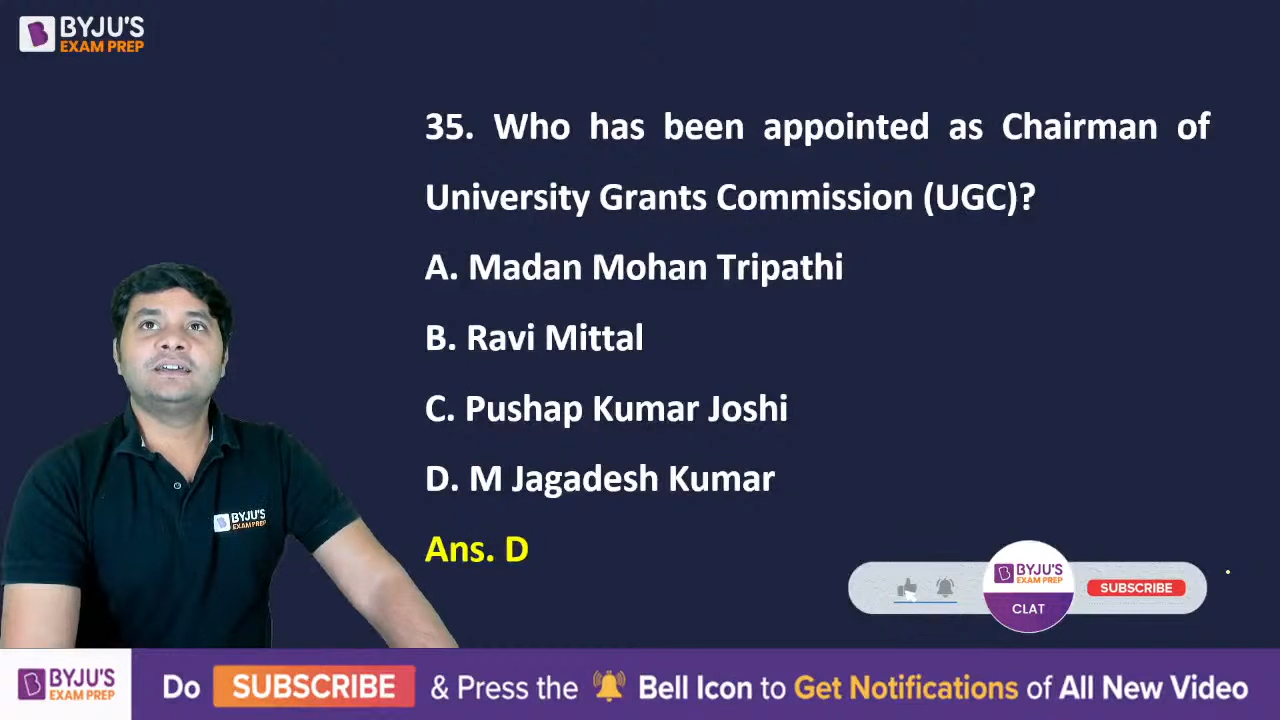 BYJU'S
EXAM PREP
35. Who has been appointed as Chairman of
University Grants Commission (UGC)?
A. Madan Mohan Tripathi
B. Ravi Mittal
C. Pushap Kumar Joshi
D. M Jagadesh Kumar
Ans. D
BYJU'S
EXAM PREP
BYJU'S
EXAM PREP
CLAT
SUBSCRIBE
BYJU'S
EXAM PREP
Do SUBSCRIBE & Press the Bell Icon to Get Notifications of All New Video